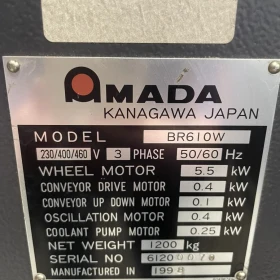 AMADA
KANAGAWA JAPAN
MODEL BR610W
230/400/460 V 3 PHASE 50/60 Hz
WHEEL MOTOR 5.5 kW
CONVEYOR DRIVE MOTOR 0.4 kW
CONVEYOR UP DOWN MOTOR 0.1 kW
OSCILLATION MOTOR 0.4 kW
COOLANT PUMP MOTOR 0.25 kW
NET WEIGHT 1200 kg
SERIAL NO
MANUFACTURED IN 1998